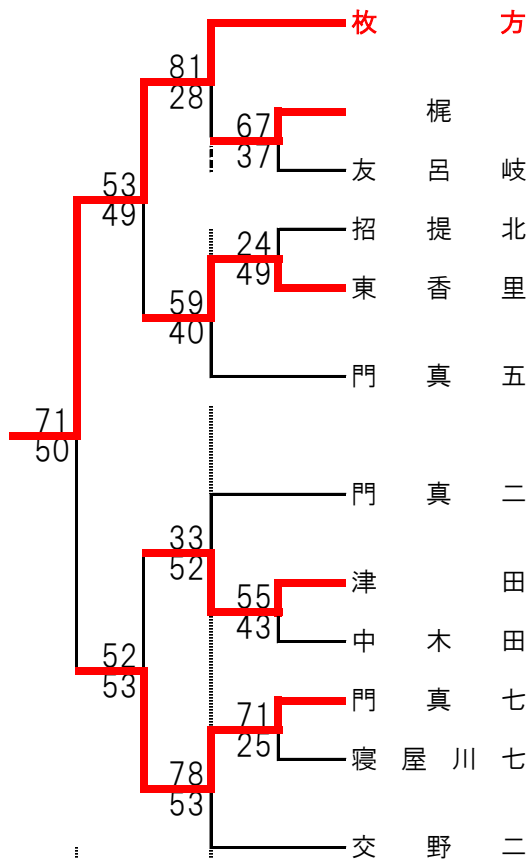 枚方
81
28
梶
67
37
友呂岐
53
49
招提北
24
49
東香里
59
40
門真五
71
50
門真二
33
52
津田
55
43
中木田
52
53
門真七
71
25
寝屋川七
78
53
交野二